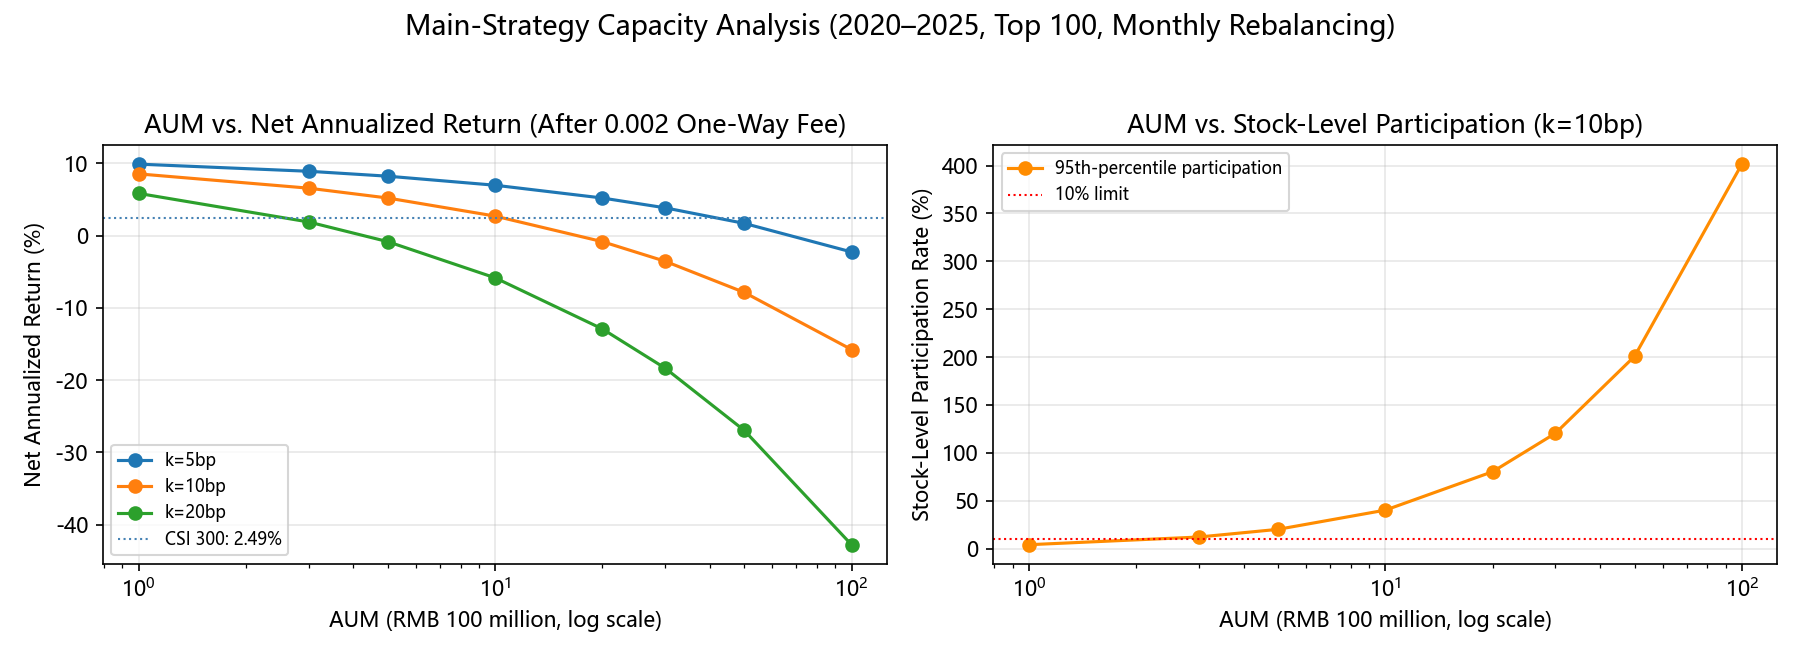 Main-Strategy Capacity Analysis (2020–2025, Top 100, Monthly Rebalancing)
AUM vs. Net Annualized Return (After 0.002 One-Way Fee)
Net Annualized Return (%)
10
0
-10
-20
-30
-40
k=5bp
k=10bp
k=20bp
CSI 300: 2.49%
10⁰
10¹
10²
AUM (RMB 100 million, log scale)
AUM vs. Stock-Level Participation (k=10bp)
Stock-Level Participation Rate (%)
400
350
300
250
200
150
100
50
0
95th-percentile participation
10% limit
10⁰
10¹
10²
AUM (RMB 100 million, log scale)